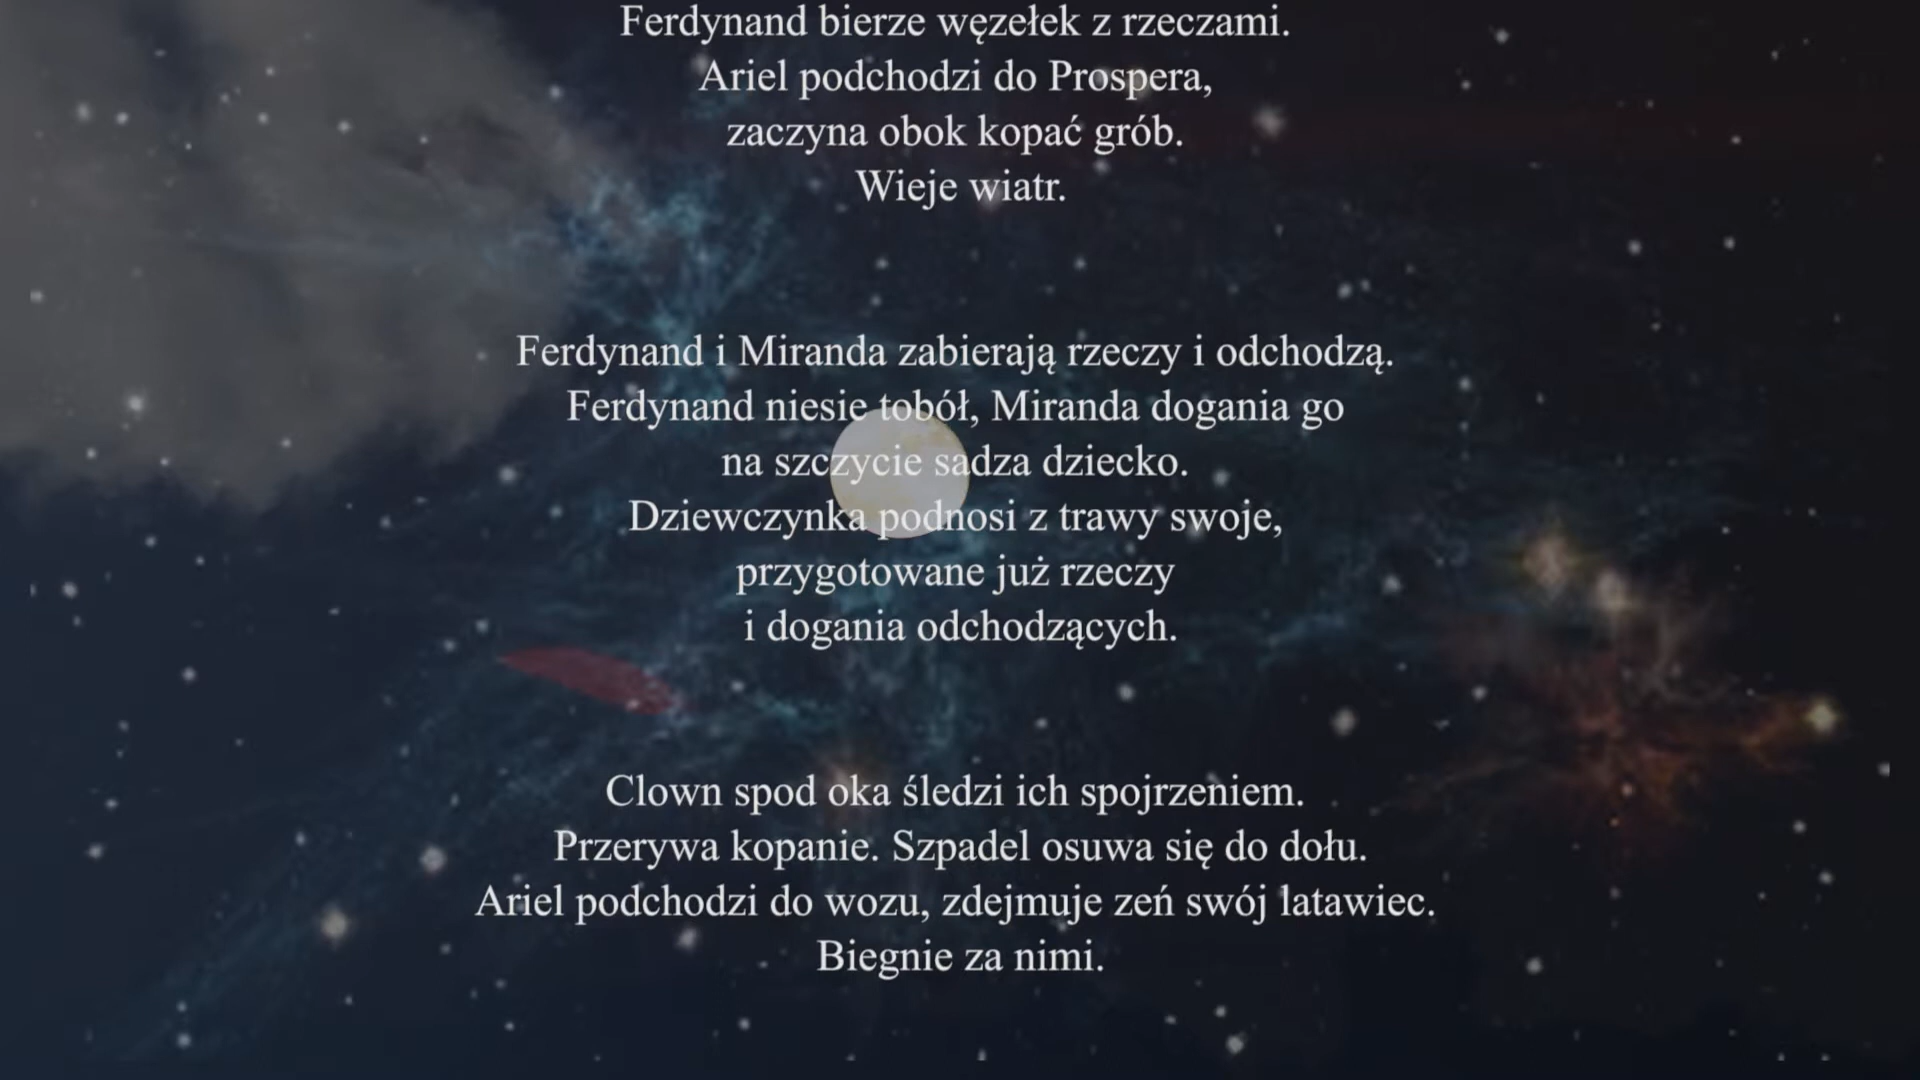 Ferdynand bierze węzełek z rzeczami.
Ariel podchodzi do Prospera,
zaczyna obok kopać grób.
Wieje wiatr.
Ferdynand i Miranda zabierają rzeczy i odchodzą.
Ferdynand niesie tobół, Miranda dogania go
na szczycie sadza dziecko.
Dziewczynka podnosi z trawy swoje,
przygotowane już rzeczy
i dogania odchodzących.
Clown spod oka śledzi ich spojrzeniem.
Przerywa kopanie. Szpadel osuwa się do dołu.
Ariel podchodzi do wozu, zdejmuje zeń swój latawiec.
Biegnie za nimi.